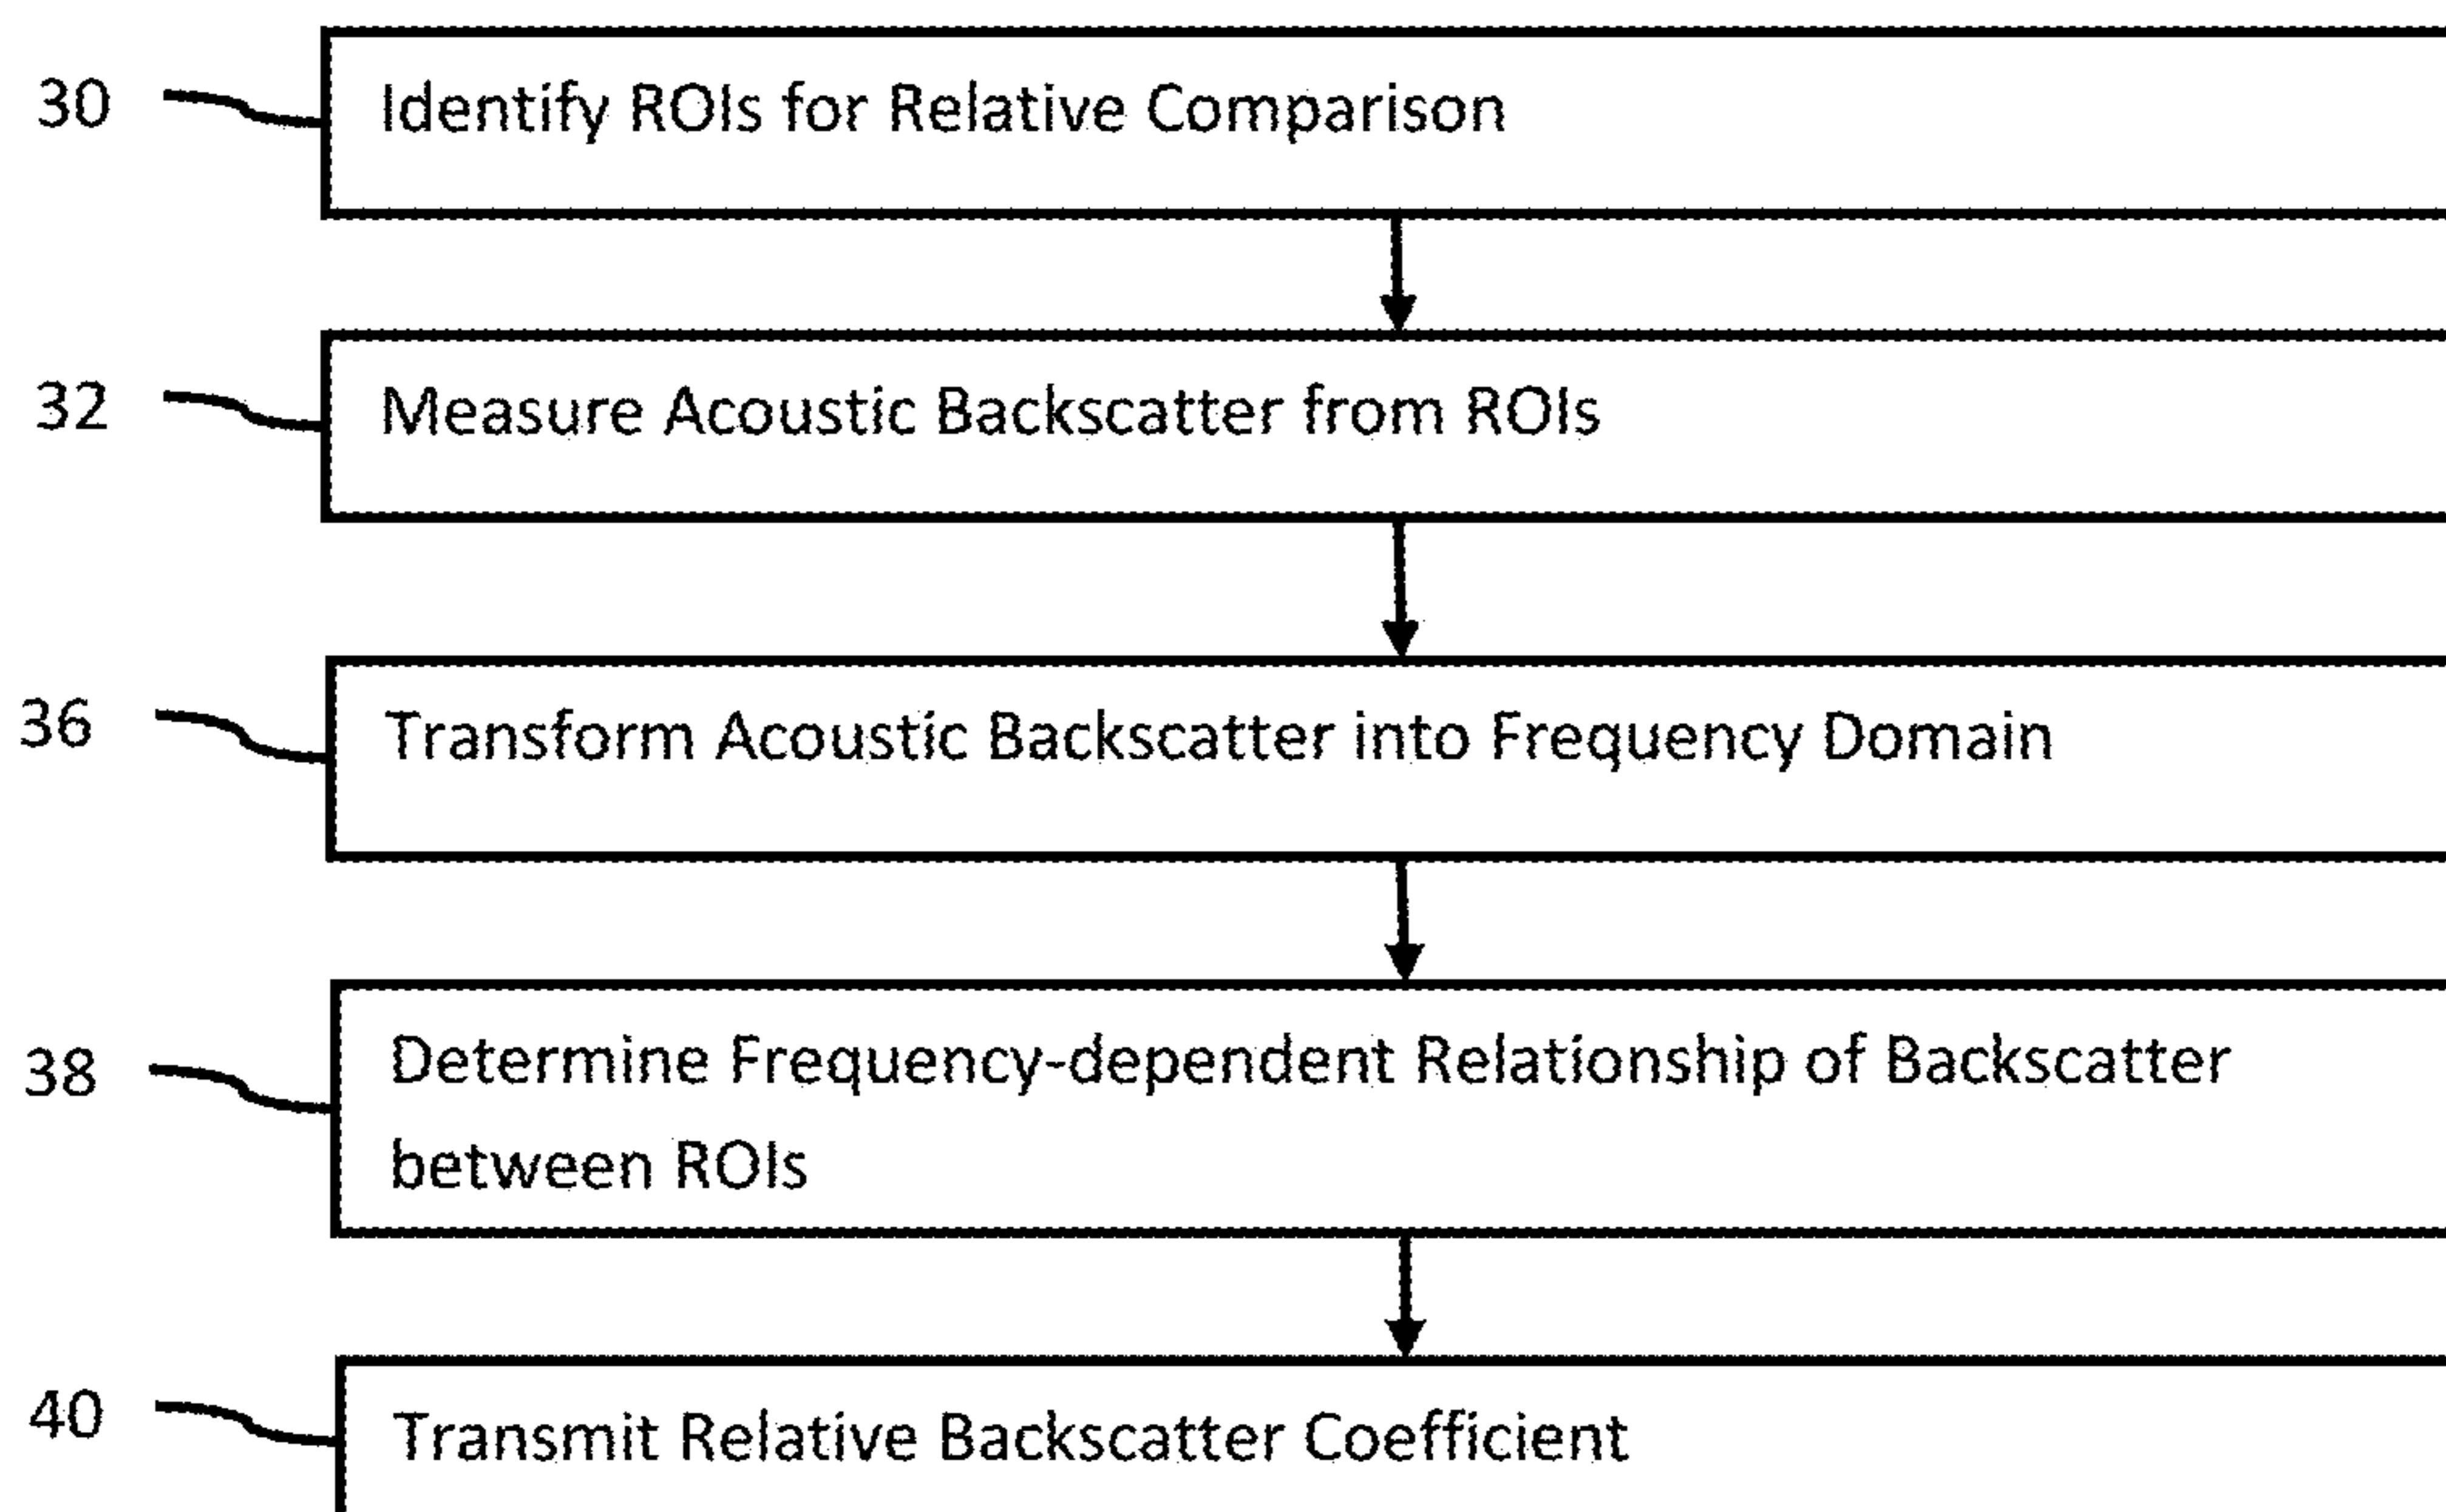 30 Identify ROIs for Relative Comparison
32 Measure Acoustic Backscatter from ROIs
36 Transform Acoustic Backscatter into Frequency Domain
38 Determine Frequency-dependent Relationship of Backscatter
between ROIs
40 Transmit Relative Backscatter Coefficient